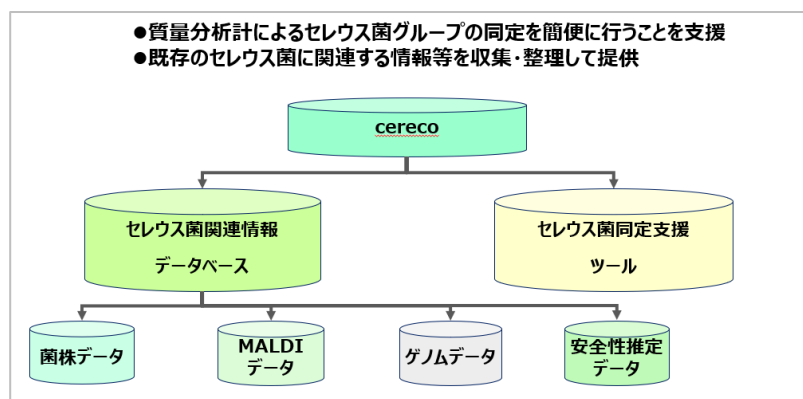 ●質量分析計によるセレウス菌グループの同定を簡便に行うことを支援
●既存のセレウス菌に関連する情報等を収集・整理して提供
cereco
セレウス菌関連情報
データベース
セレウス菌同定支援
ツール
菌株データ
MALDI
データ
ゲノムデータ
安全性推定
データ